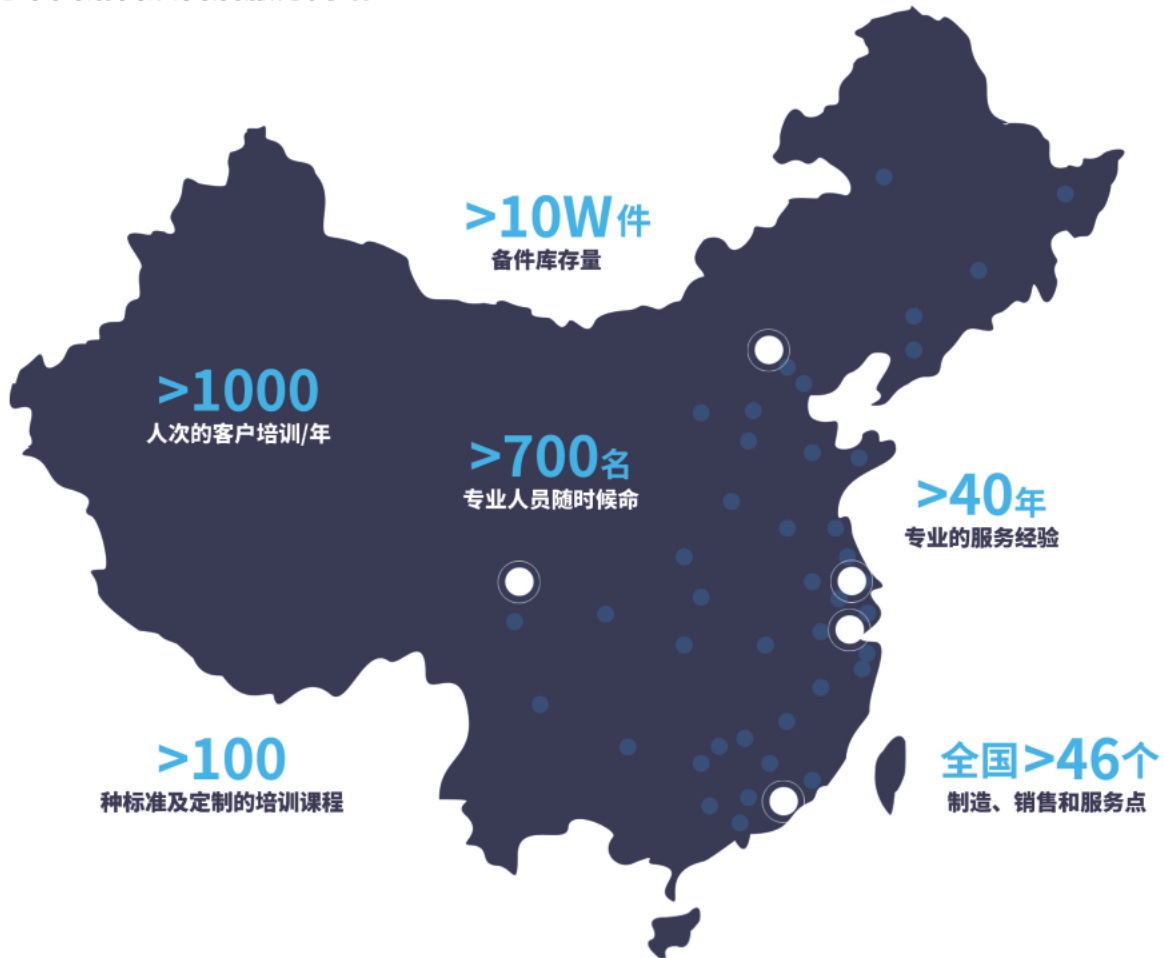 >10W件
备件库存量
>1000
人次的客户培训/年
>700名
专业人员随时候命
>40年
专业的服务经验
>100
种标准及定制的培训课程
全国>46个
制造、销售和服务点